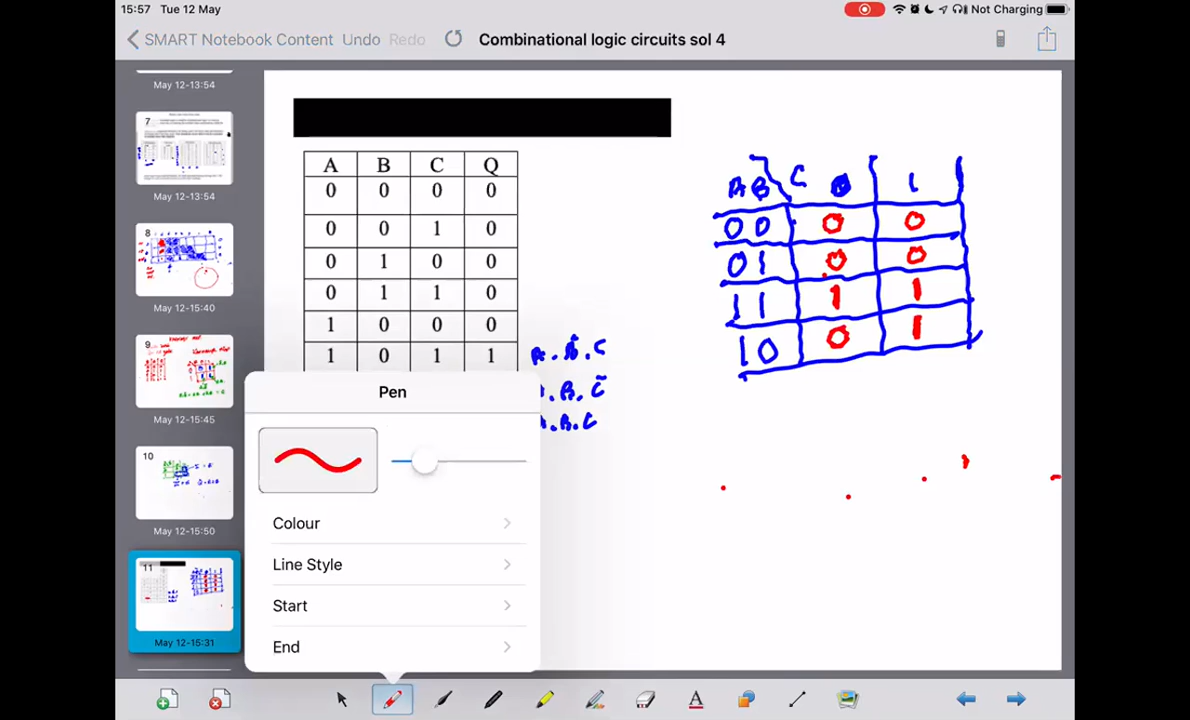 15:57 Tue 12 May
Not Charging
SMART Notebook Content Undo Redo
Combinational logic circuits sol 4
May 12-13:54
7
May 12-13:54
8
May 12-15:40
9
May 12-15:45
10
May 12-15:50
11
May 12-15:31
A B C Q
0 0 0 0
0 0 1 0
0 1 0 0
0 1 1 0
1 0 0 0
1 0 1 1
A . B̄ . C
. B . C̄
. B . C
AB C 0 1
00 0 0
01 0 0
11 1 1
10 0 1
Pen
Colour
Line Style
Start
End